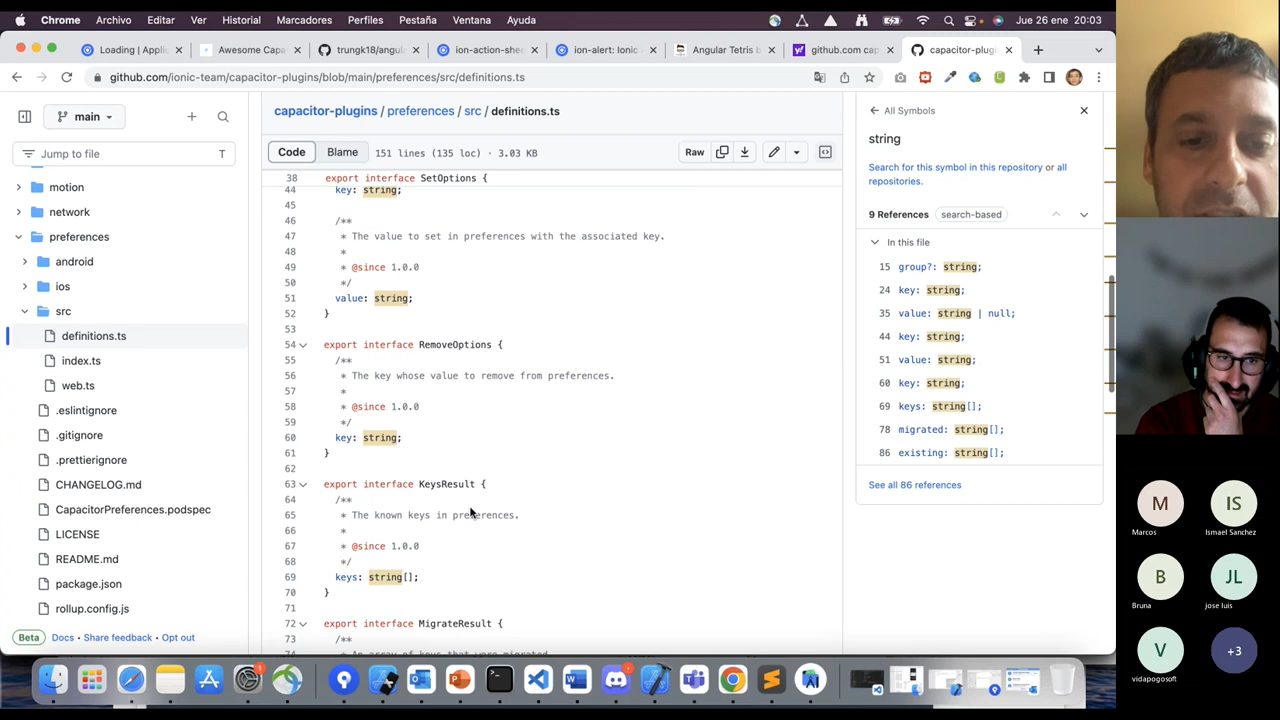 Chrome Archivo Editar Ver Historial Marcadores Perfiles Pestaña Ventana Ayuda Jue 26 ene 20:03
Loading | Appli
Awesome Capa
trungk18/angula
ion-action-shee
ion-alert: Ionic
Angular Tetris b
github.com cap
capacitor-plugi
github.com/ionic-team/capacitor-plugins/blob/main/preferences/src/definitions.ts
main
Jump to file T
motion
network
preferences
android
ios
src
definitions.ts
index.ts
web.ts
.eslintignore
.gitignore
.prettierignore
CHANGELOG.md
CapacitorPreferences.podspec
LICENSE
README.md
package.json
rollup.config.js
Beta Docs · Share feedback · Opt out
capacitor-plugins / preferences / src / definitions.ts
Code Blame 151 lines (135 loc) · 3.03 KB Raw
38 export interface SetOptions {
44 key: string;
45
46 /**
47 * The value to set in preferences with the associated key.
48 *
49 * @since 1.0.0
50 */
51 value: string;
52 }
53
54 export interface RemoveOptions {
55 /**
56 * The key whose value to remove from preferences.
57 *
58 * @since 1.0.0
59 */
60 key: string;
61 }
62
63 export interface KeysResult {
64 /**
65 * The known keys in preferences.
66 *
67 * @since 1.0.0
68 */
69 keys: string[];
70 }
71
72 export interface MigrateResult {
73 /**
74 * An array of keys that were migrated
All Symbols
string
Search for this symbol in this repository or all
repositories.
9 References search-based
In this file
15 group?: string;
24 key: string;
35 value: string | null;
44 key: string;
51 value: string;
60 key: string;
69 keys: string[];
78 migrated: string[];
86 existing: string[];
See all 86 references
M IS
Marcos Ismael Sanchez
B JL
Bruna jose luis
V +3
vidapogosoft
1